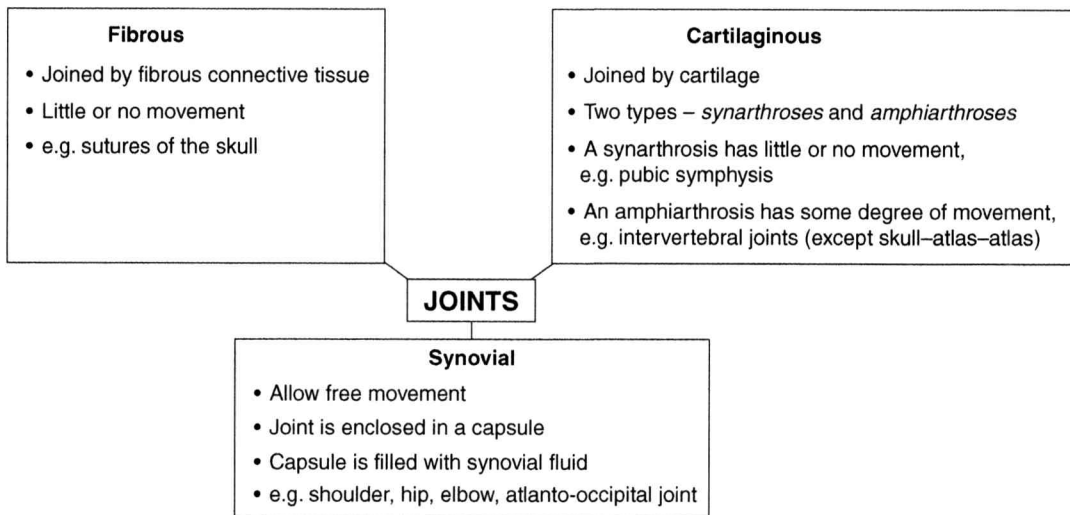 Fibrous
• Joined by fibrous connective tissue
• Little or no movement
• e.g. sutures of the skull
Cartilaginous
• Joined by cartilage
• Two types – synarthroses and amphiarthroses
• A synarthrosis has little or no movement,
e.g. pubic symphysis
• An amphiarthrosis has some degree of movement,
e.g. intervertebral joints (except skull–atlas–atlas)
JOINTS
Synovial
• Allow free movement
• Joint is enclosed in a capsule
• Capsule is filled with synovial fluid
• e.g. shoulder, hip, elbow, atlanto-occipital joint